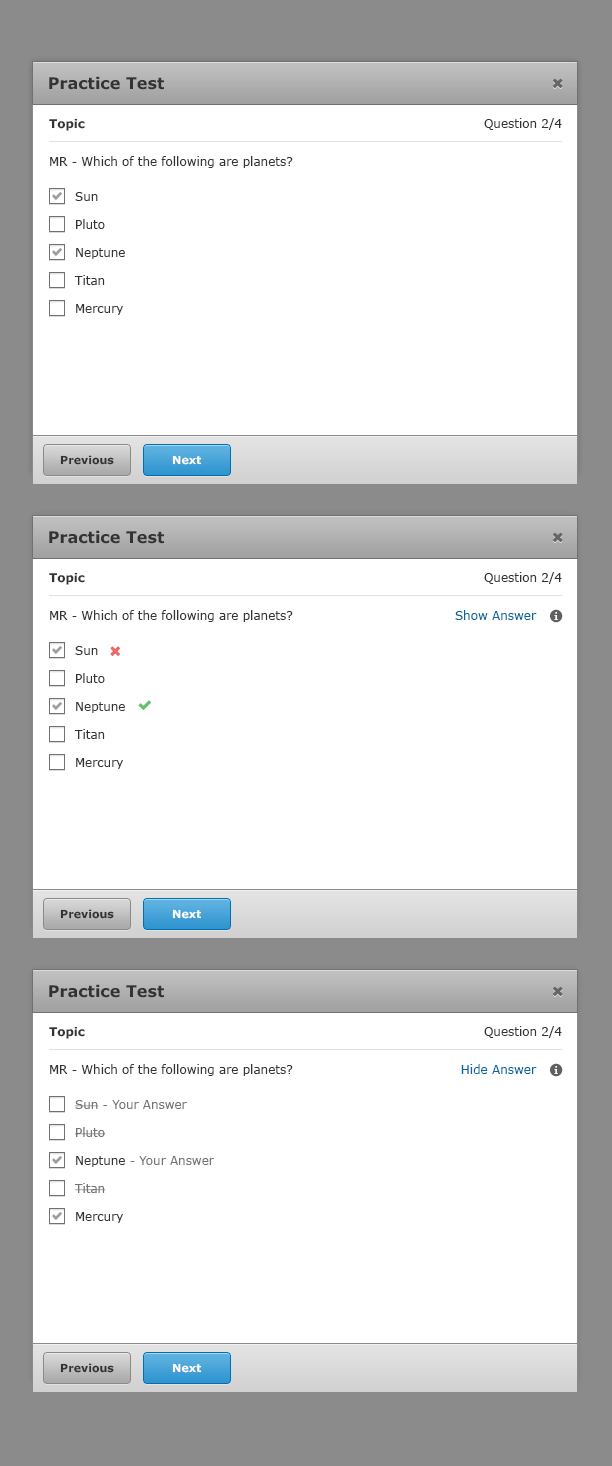 Practice Test
Topic Question 2/4
MR - Which of the following are planets?
Sun
Pluto
Neptune
Titan
Mercury
Previous Next
Practice Test
Topic Question 2/4
MR - Which of the following are planets? Show Answer
Sun
Pluto
Neptune
Titan
Mercury
Previous Next
Practice Test
Topic Question 2/4
MR - Which of the following are planets? Hide Answer
Sun - Your Answer
Pluto
Neptune - Your Answer
Titan
Mercury
Previous Next